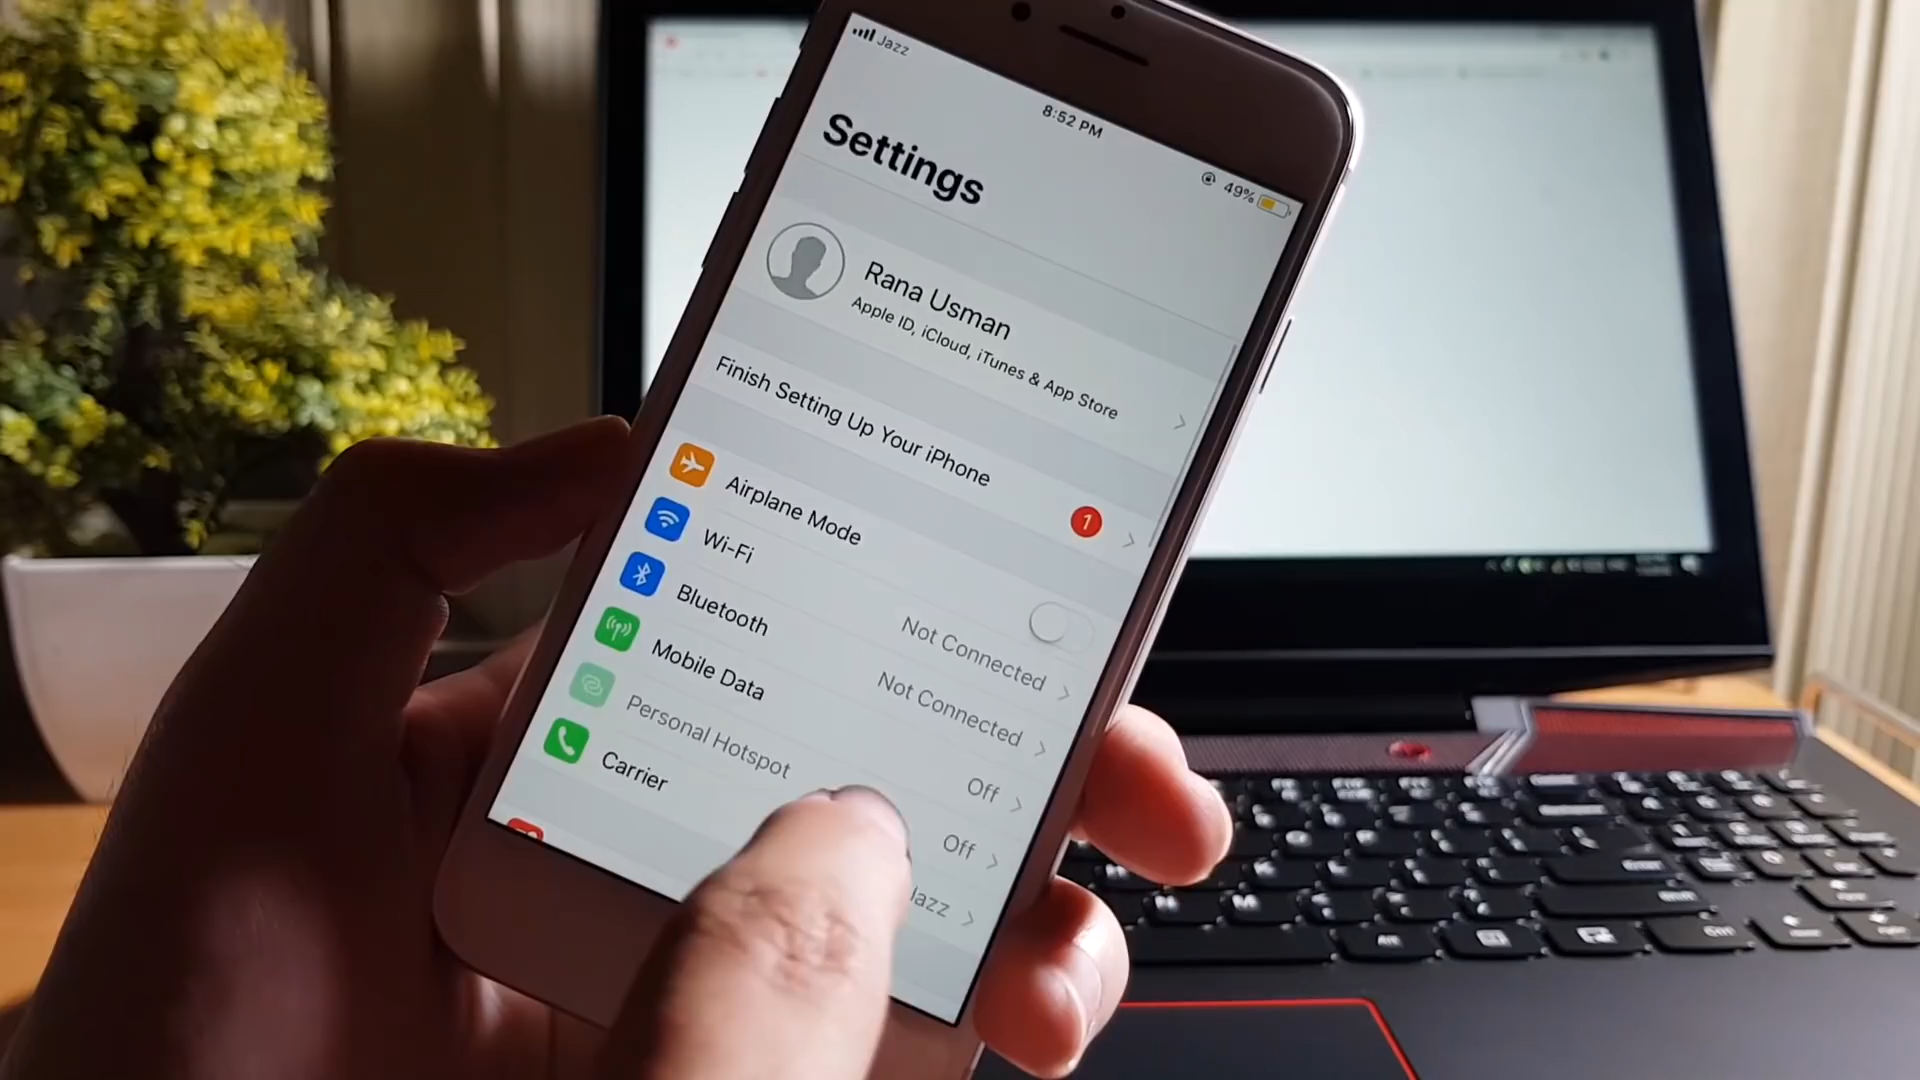 Jazz
8:52 PM
49%
Settings
Rana Usman
Apple ID, iCloud, iTunes & App Store
Finish Setting Up Your iPhone
1
Airplane Mode
Wi-Fi
Not Connected
Bluetooth
Not Connected
Mobile Data
Off
Personal Hotspot
Off
Carrier
Jazz